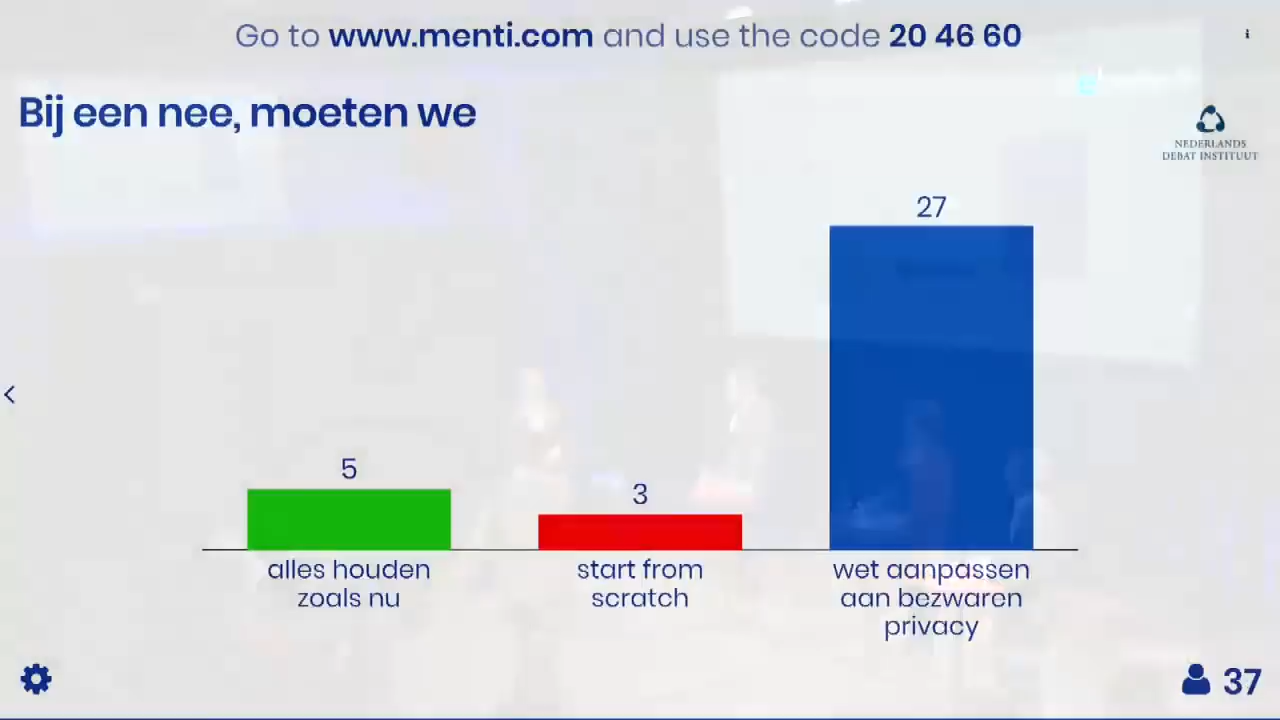 Go to www.menti.com and use the code 20 46 60
i
Bij een nee, moeten we
NEDERLANDS
DEBAT INSTITUUT
27
5
3
alles houden
zoals nu
start from
scratch
wet aanpassen
aan bezwaren
privacy
37